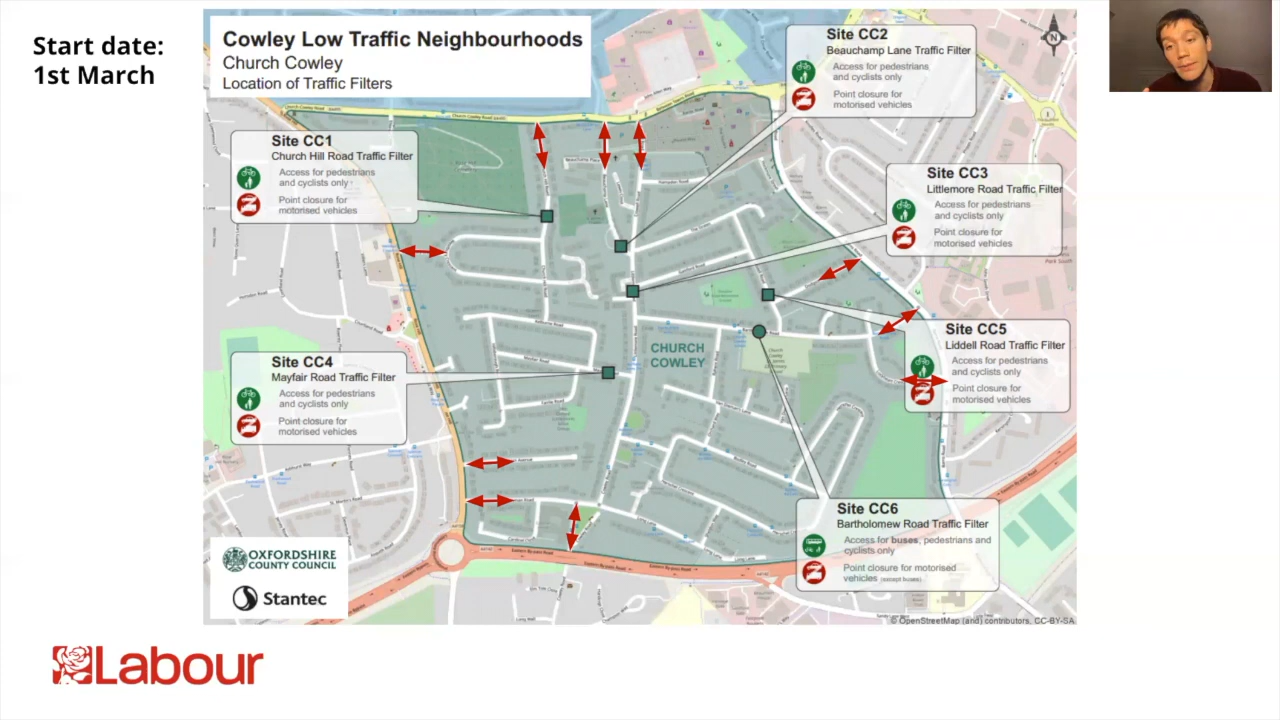 Start date:
1st March
Cowley Low Traffic Neighbourhoods
Church Cowley
Location of Traffic Filters
Site CC1
Church Hill Road Traffic Filter
Access for pedestrians
and cyclists only
Point closure for
motorised vehicles
Site CC2
Beauchamp Lane Traffic Filter
Access for pedestrians
and cyclists only
Point closure for
motorised vehicles
Site CC3
Littlemore Road Traffic Filter
Access for pedestrians
and cyclists only
Point closure for
motorised vehicles
Site CC4
Mayfair Road Traffic Filter
Access for pedestrians
and cyclists only
Point closure for
motorised vehicles
CHURCH
COWLEY
Site CC5
Liddell Road Traffic Filter
Access for pedestrians
and cyclists only
Point closure for
motorised vehicles
Site CC6
Bartholomew Road Traffic Filter
Access for buses, pedestrians and
cyclists only
Point closure for motorised
vehicles (except buses)
OXFORDSHIRE
COUNTY COUNCIL
Stantec
© OpenStreetMap (and) contributors, CC-BY-SA
Labour